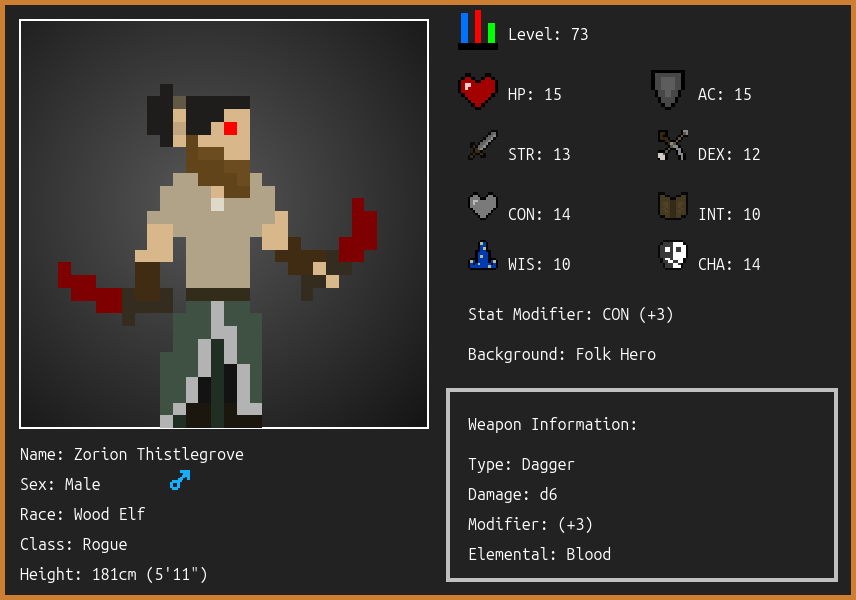 Level: 73
HP: 15
AC: 15
STR: 13
DEX: 12
CON: 14
INT: 10
WIS: 10
CHA: 14
Stat Modifier: CON (+3)
Background: Folk Hero
Weapon Information:
Type: Dagger
Damage: d6
Modifier: (+3)
Elemental: Blood
Name: Zorion Thistlegrove
Sex: Male
Race: Wood Elf
Class: Rogue
Height: 181cm (5'11")